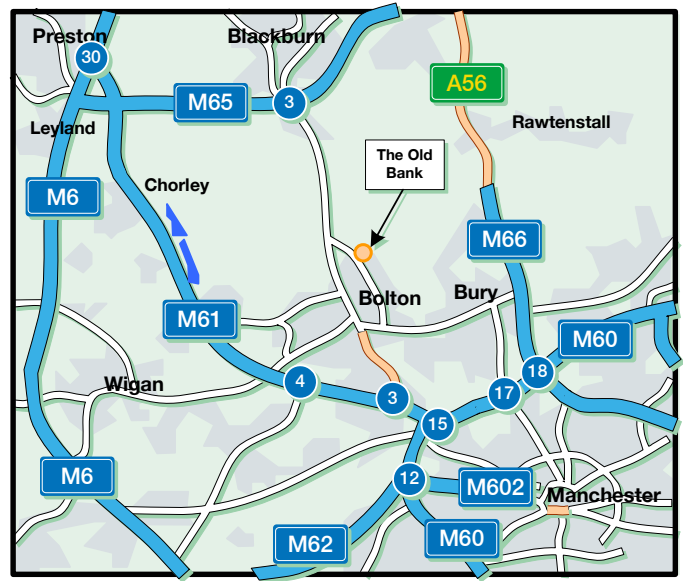 Preston
Blackburn
30
M65
3
A56
Leyland
Rawtenstall
The Old
Bank
Chorley
M6
M66
Bolton
Bury
M61
M60
Wigan
4
3
17
18
15
M6
12
M602
Manchester
M62
M60